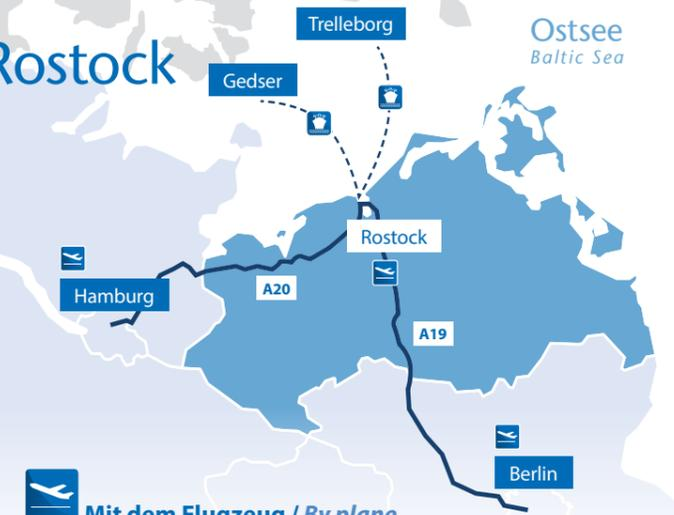 Trelleborg
Ostsee
Baltic Sea
Rostock
Gedser
Rostock
Hamburg
A20
A19
Berlin
Mit dem Flugzeug / By plane